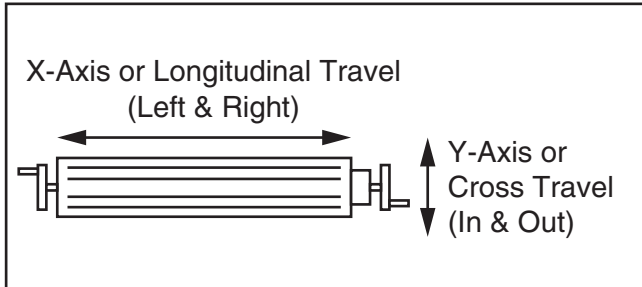 X-Axis or Longitudinal Travel
(Left & Right)
Y-Axis or
Cross Travel
(In & Out)